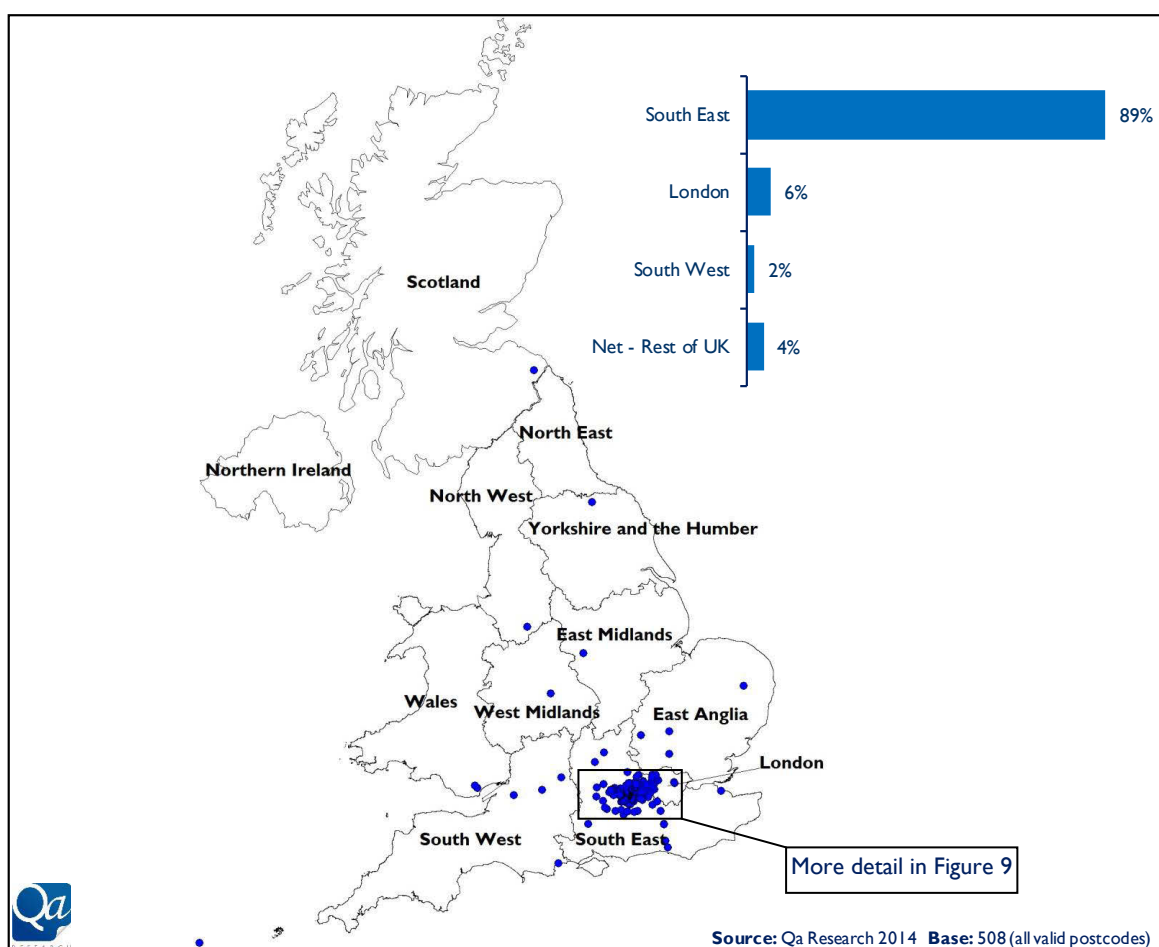 South East
89%
London
6%
South West
2%
Net - Rest of UK
4%
Scotland
North East
Northern Ireland
North West
Yorkshire and the Humber
East Midlands
Wales
West Midlands
East Anglia
London
South West
South East
More detail in Figure 9
Qa
RESEARCH
Source: Qa Research 2014 Base: 508 (all valid postcodes)